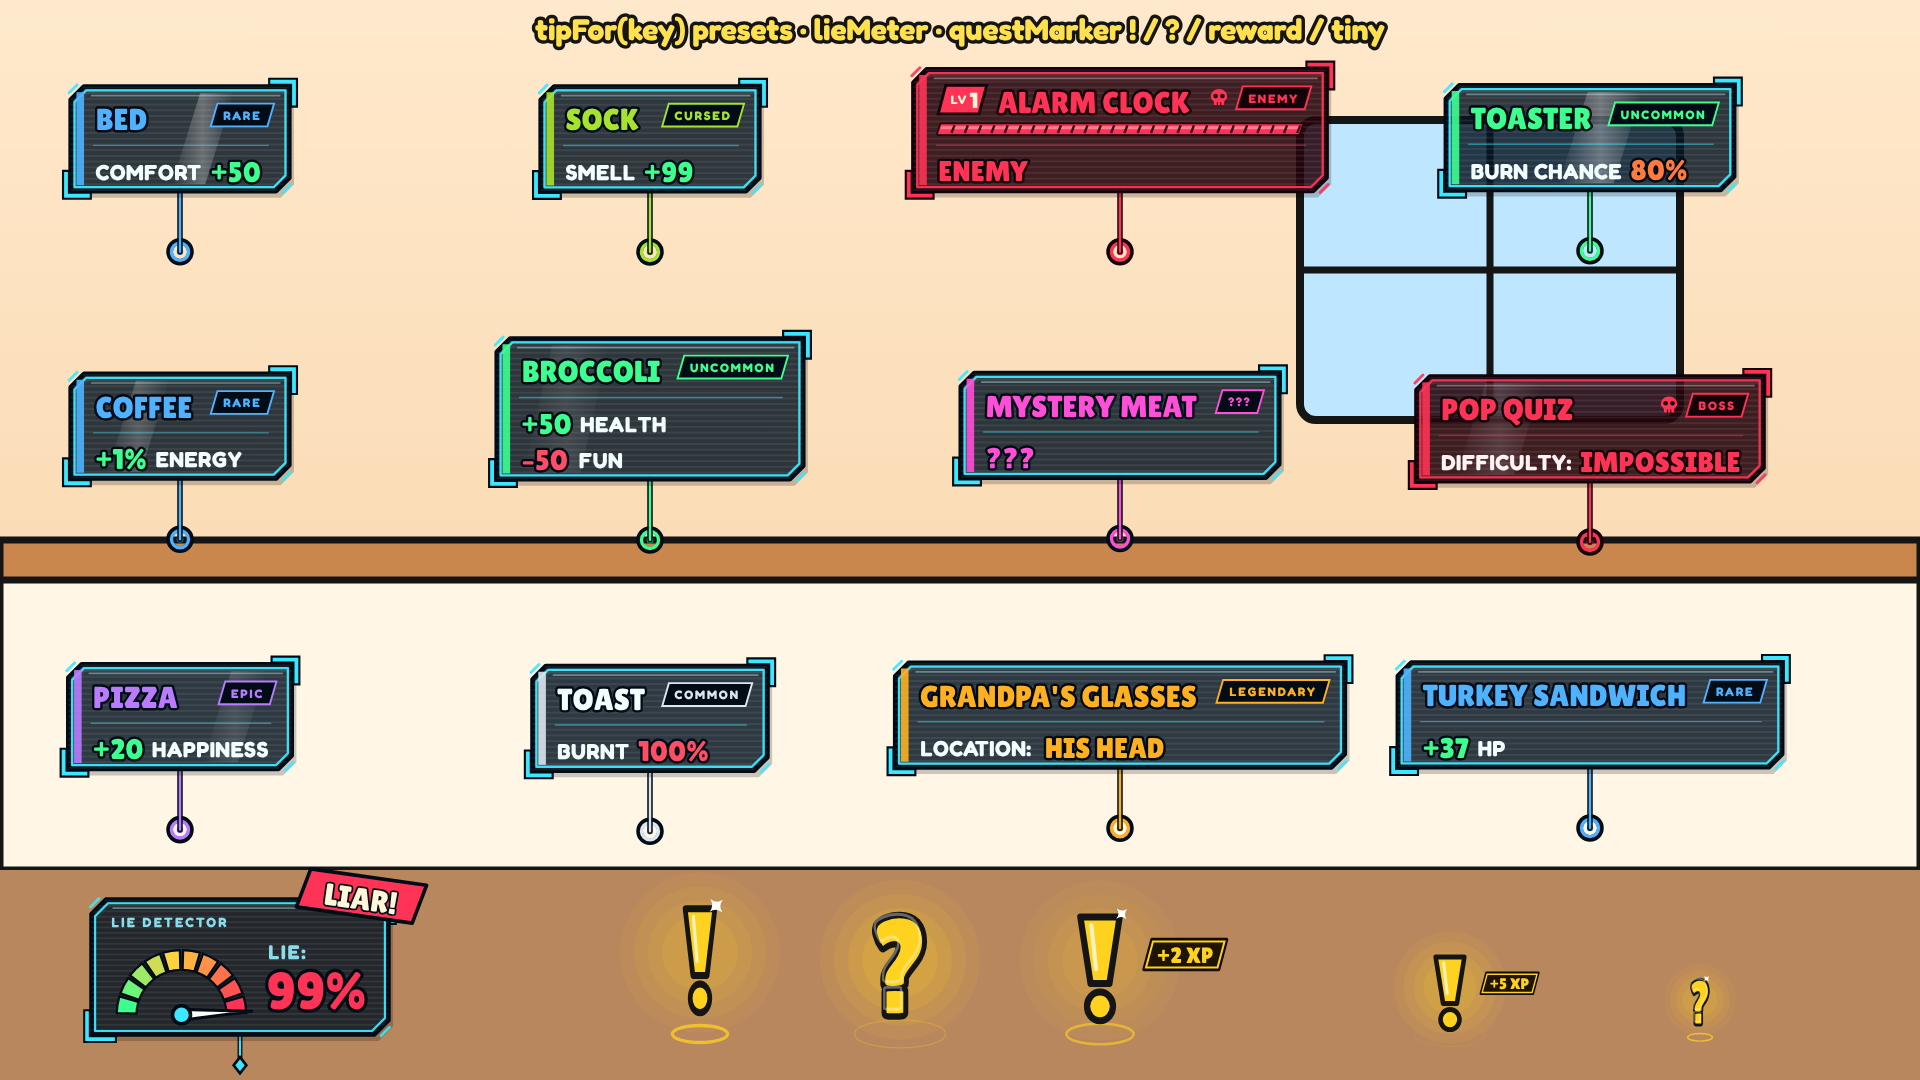 tipFor(key) presets · lieMeter · questMarker ! / ? / reward / tiny
BED RARE
COMFORT +50
SOCK CURSED
SMELL +99
LV 1 ALARM CLOCK ENEMY
ENEMY
TOASTER UNCOMMON
BURN CHANCE 80%
COFFEE RARE
+1% ENERGY
BROCCOLI UNCOMMON
+50 HEALTH
-50 FUN
MYSTERY MEAT ???
???
POP QUIZ BOSS
DIFFICULTY: IMPOSSIBLE
PIZZA EPIC
+20 HAPPINESS
TOAST COMMON
BURNT 100%
GRANDPA'S GLASSES LEGENDARY
LOCATION: HIS HEAD
TURKEY SANDWICH RARE
+37 HP
LIAR!
LIE DETECTOR
LIE:
99%
!
?
! +2 XP
! +5 XP
?